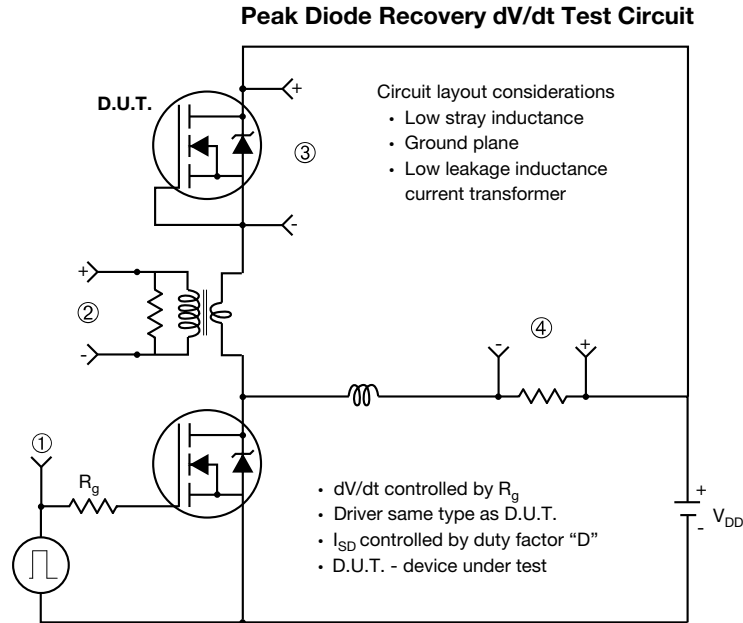 Peak Diode Recovery dV/dt Test Circuit
D.U.T.
+
-
③
Circuit layout considerations
• Low stray inductance
• Ground plane
• Low leakage inductance
current transformer
+
-
②
-
④
+
①
Rg
• dV/dt controlled by Rg
• Driver same type as D.U.T.
• ISD controlled by duty factor “D”
• D.U.T. - device under test
+
-
VDD